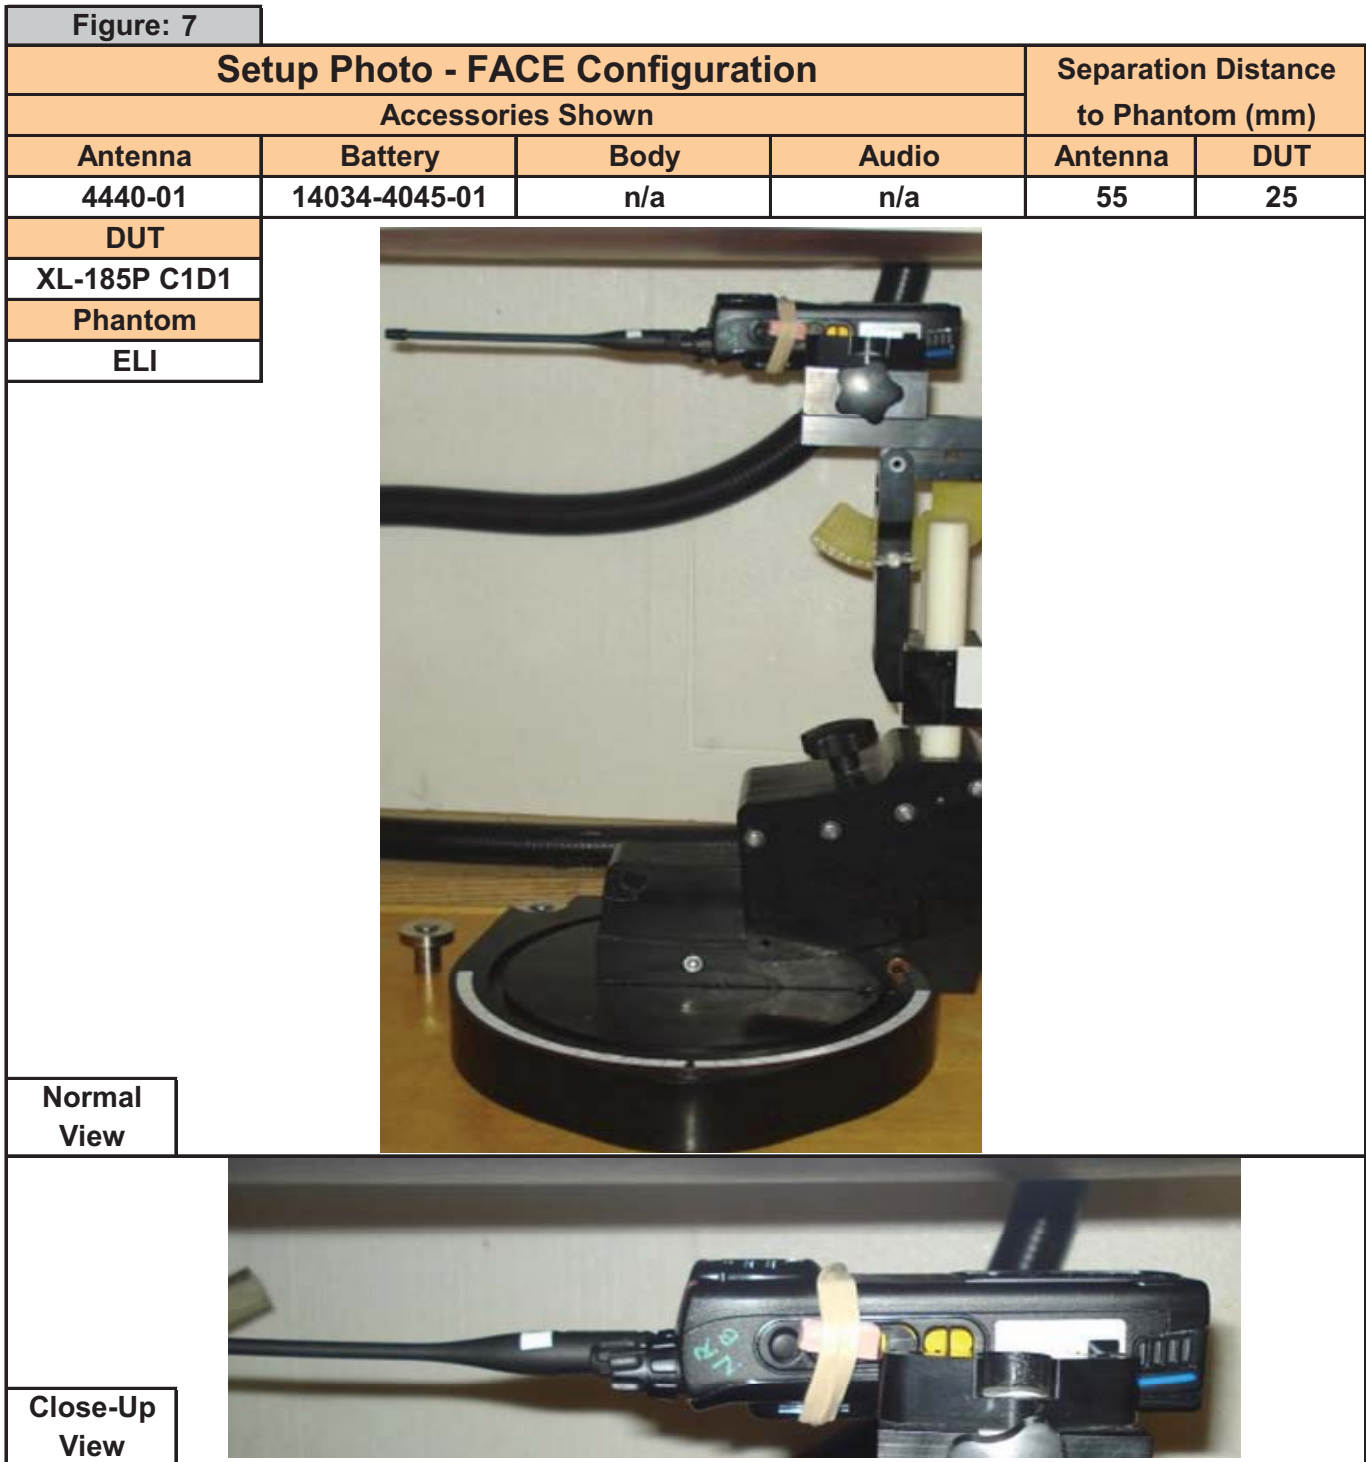 Figure: 7
Setup Photo - FACE Configuration
Separation Distance
to Phantom (mm)
Accessories Shown
Antenna Battery Body Audio Antenna DUT
4440-01 14034-4045-01 n/a n/a 55 25
DUT
XL-185P C1D1
Phantom
ELI
Normal
View
Close-Up
View